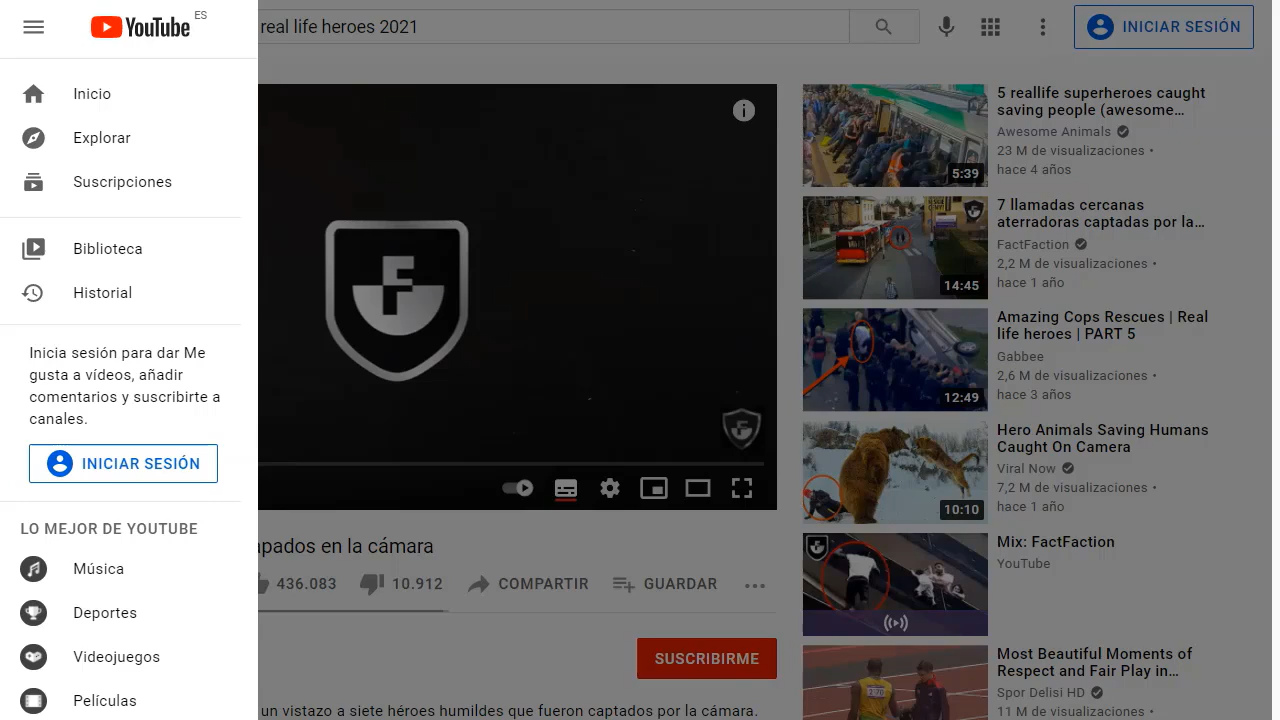 YouTube ES
real life heroes 2021
INICIAR SESIÓN
Inicio
Explorar
Suscripciones
Biblioteca
Historial
Inicia sesión para dar Me
gusta a vídeos, añadir
comentarios y suscribirte a
canales.
INICIAR SESIÓN
LO MEJOR DE YOUTUBE
Música
Deportes
Videojuegos
Películas
F
apados en la cámara
436.083 10.912 COMPARTIR GUARDAR
SUSCRIBIRME
un vistazo a siete héroes humildes que fueron captados por la cámara.
5 reallife superheroes caught
saving people (awesome…
Awesome Animals
23 M de visualizaciones •
hace 4 años
5:39
7 llamadas cercanas
aterradoras captadas por la…
FactFaction
2,2 M de visualizaciones •
hace 1 año
14:45
Amazing Cops Rescues | Real
life heroes | PART 5
Gabbee
2,6 M de visualizaciones •
hace 3 años
12:49
Hero Animals Saving Humans
Caught On Camera
Viral Now
7,2 M de visualizaciones •
hace 1 año
10:10
Mix: FactFaction
YouTube
Most Beautiful Moments of
Respect and Fair Play in…
Spor Delisi HD
11 M de visualizaciones •